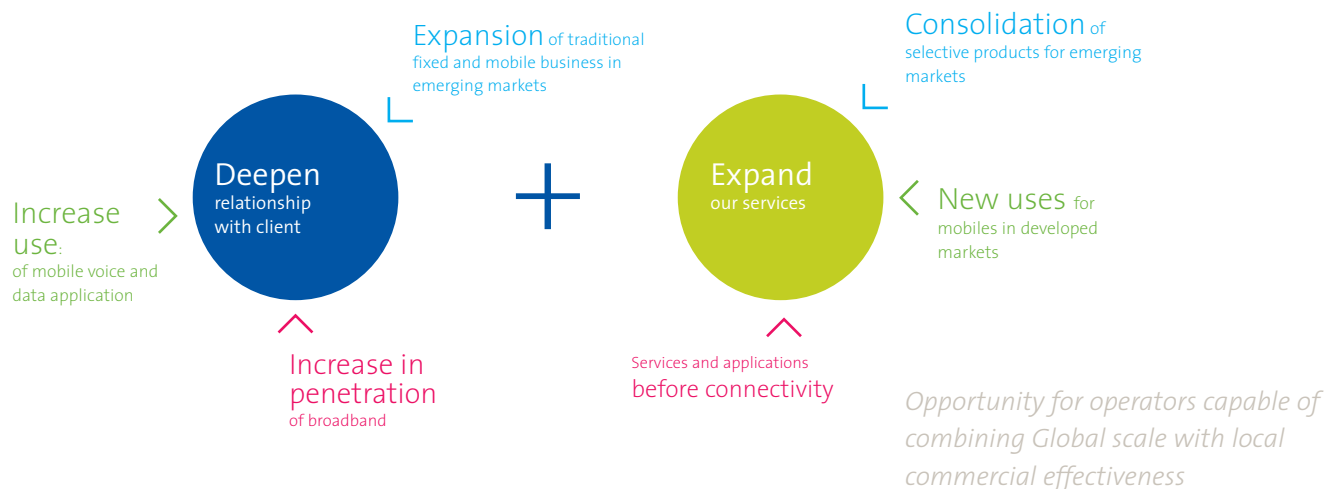 Expansion of traditional
fixed and mobile business in
emerging markets
Consolidation of
selective products for emerging
markets
Deepen
relationship
with client
Expand
our services
Increase
use:
of mobile voice and
data application
New uses for
mobiles in developed
markets
Increase in
penetration
of broadband
Services and applications
before connectivity
Opportunity for operators capable of
combining Global scale with local
commercial effectiveness